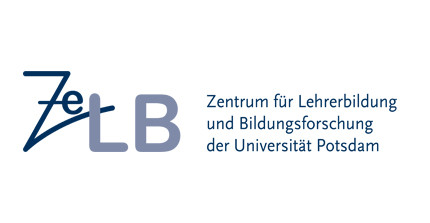 ZeLB
Zentrum für Lehrerbildung
und Bildungsforschung
der Universität Potsdam